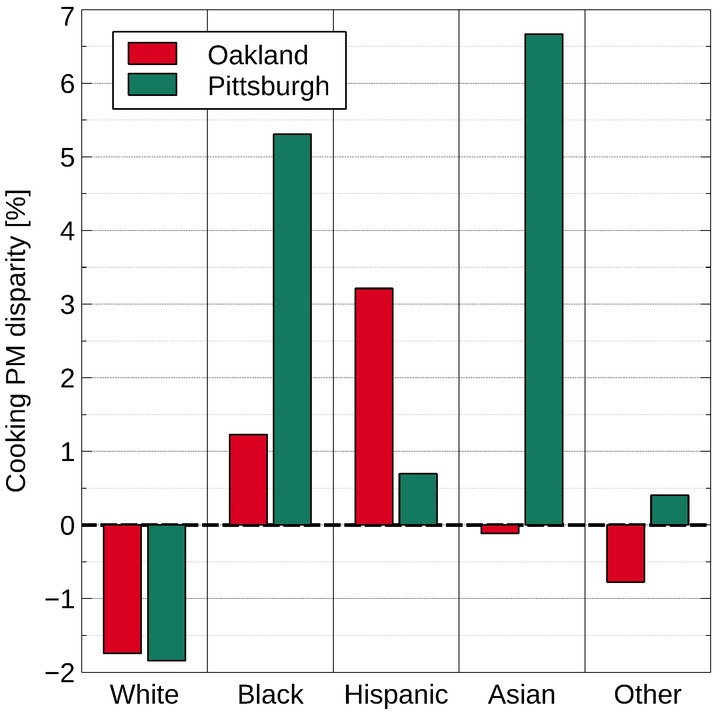 7
6
5
4
3
2
1
0
−1
−2
Cooking PM disparity [%]
Oakland
Pittsburgh
White Black Hispanic Asian Other